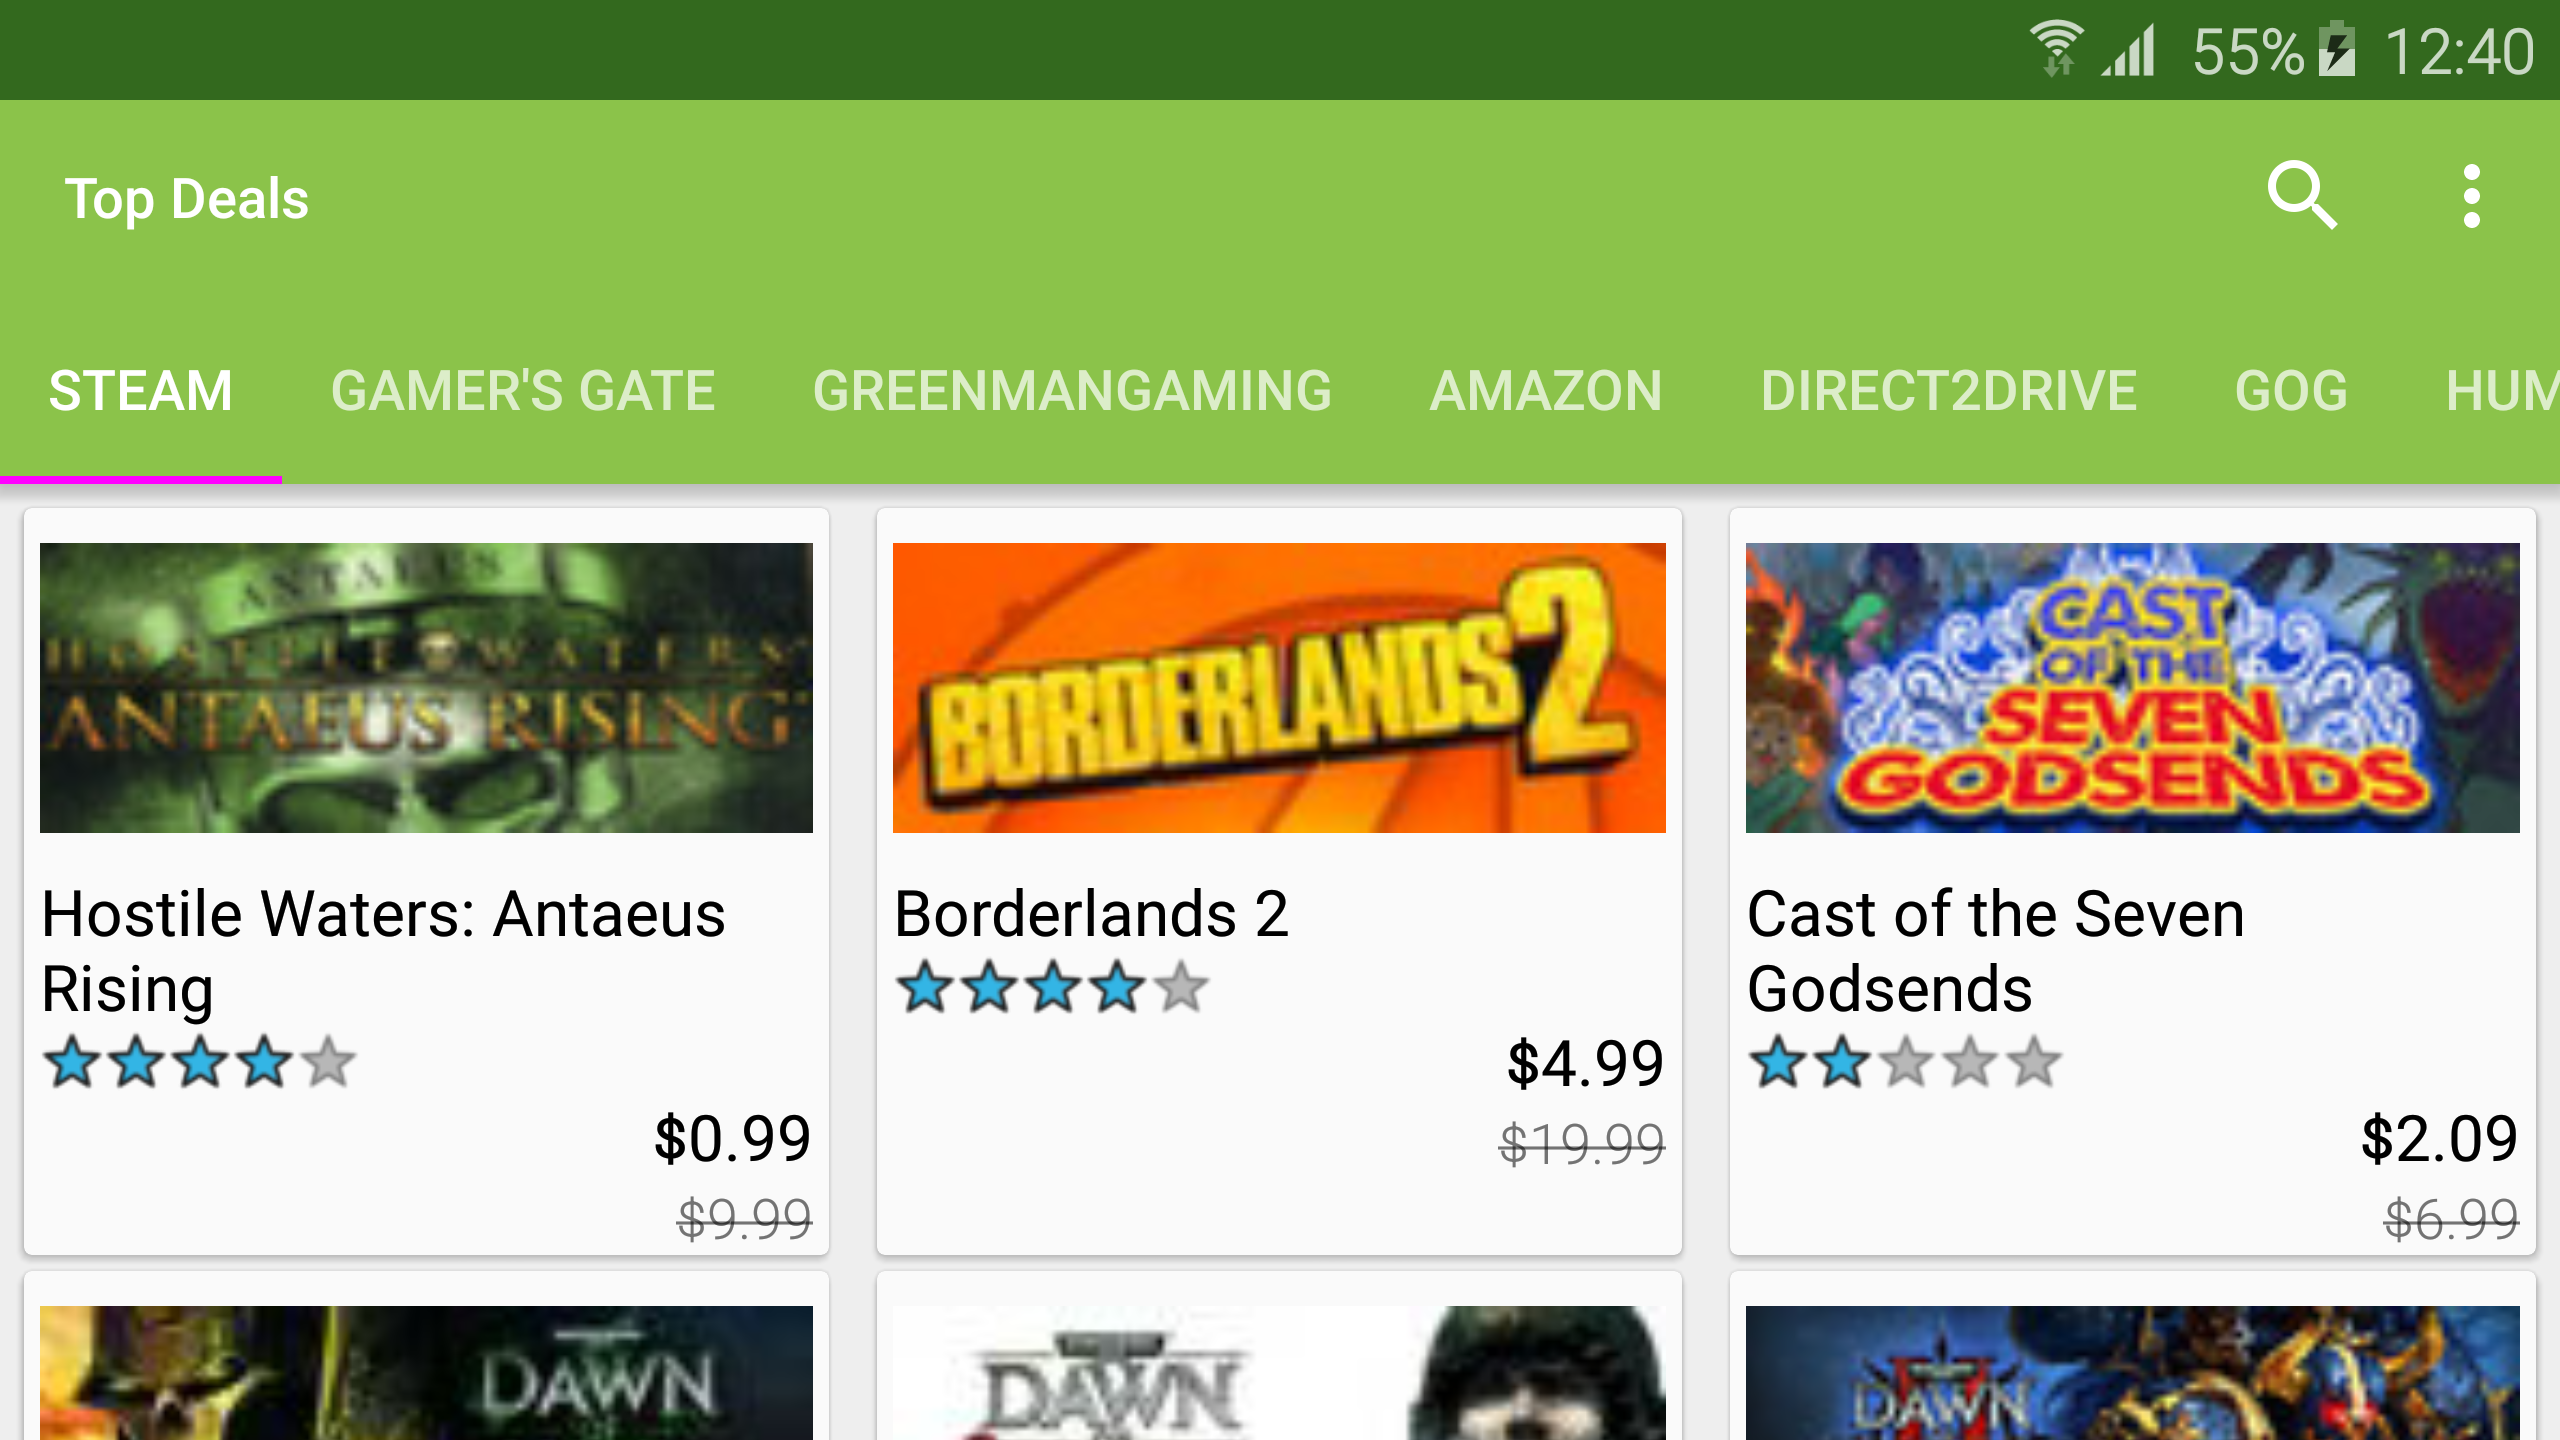 55% 12:40
Top Deals
STEAM GAMER'S GATE GREENMANGAMING AMAZON DIRECT2DRIVE GOG HUM
ANTAEUS
HOSTILE WATERS
ANTAEUS RISING
BORDERLANDS 2
CAST
OF THE
SEVEN
GODSENDS
Hostile Waters: Antaeus
Rising
$0.99
$9.99
Borderlands 2
$4.99
$19.99
Cast of the Seven
Godsends
$2.09
$6.99
DAWN
DAWN
DAWN